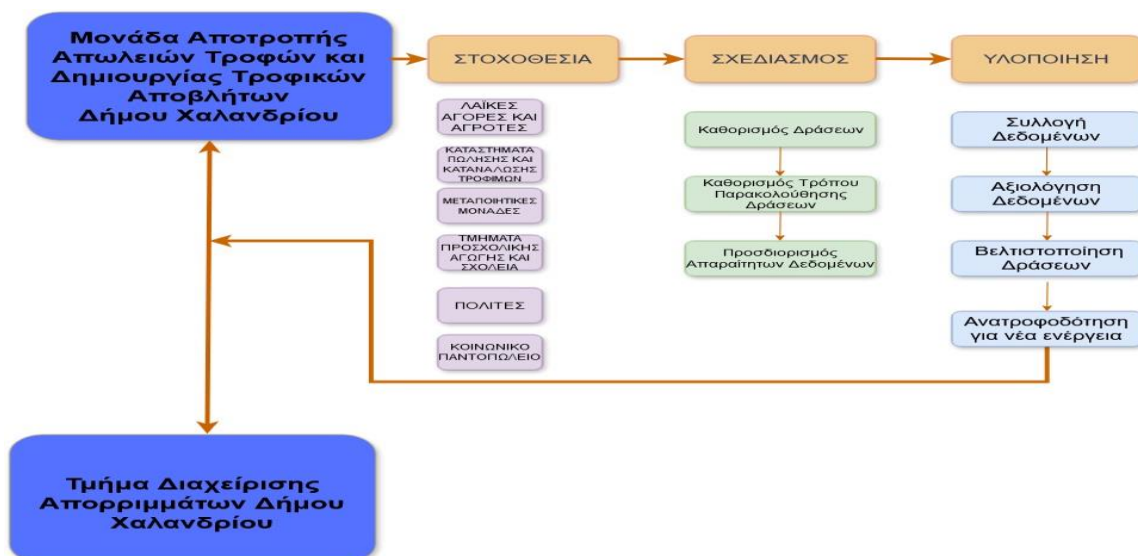 Μονάδα Αποτροπής
Απωλειών Τροφών και
Δημιουργίας Τροφικών
Αποβλήτων
Δήμου Χαλανδρίου
ΣΤΟΧΟΘΕΣΙΑ
ΛΑΪΚΕΣ
ΑΓΟΡΕΣ ΚΑΙ
ΑΓΡΟΤΕΣ
ΚΑΤΑΣΤΗΜΑΤΑ
ΠΩΛΗΣΗΣ ΚΑΙ
ΚΑΤΑΝΑΛΩΣΗΣ
ΤΡΟΦΙΜΩΝ
ΜΕΤΑΠΟΙΗΤΙΚΕΣ
ΜΟΝΑΔΕΣ
ΤΜΗΜΑΤΑ
ΠΡΟΣΧΟΛΙΚΗΣ
ΑΓΩΓΗΣ ΚΑΙ
ΣΧΟΛΕΙΑ
ΠΟΛΙΤΕΣ
ΚΟΙΝΩΝΙΚΟ
ΠΑΝΤΟΠΩΛΕΙΟ
ΣΧΕΔΙΑΣΜΟΣ
Καθορισμός Δράσεων
Καθορισμός Τρόπου
Παρακολούθησης
Δράσεων
Προσδιορισμός
Απαραίτητων Δεδομένων
ΥΛΟΠΟΙΗΣΗ
Συλλογή
Δεδομένων
Αξιολόγηση
Δεδομένων
Βελτιστοποίηση
Δράσεων
Ανατροφοδότηση
για νέα ενέργεια
Τμήμα Διαχείρισης
Απορριμμάτων Δήμου
Χαλανδρίου